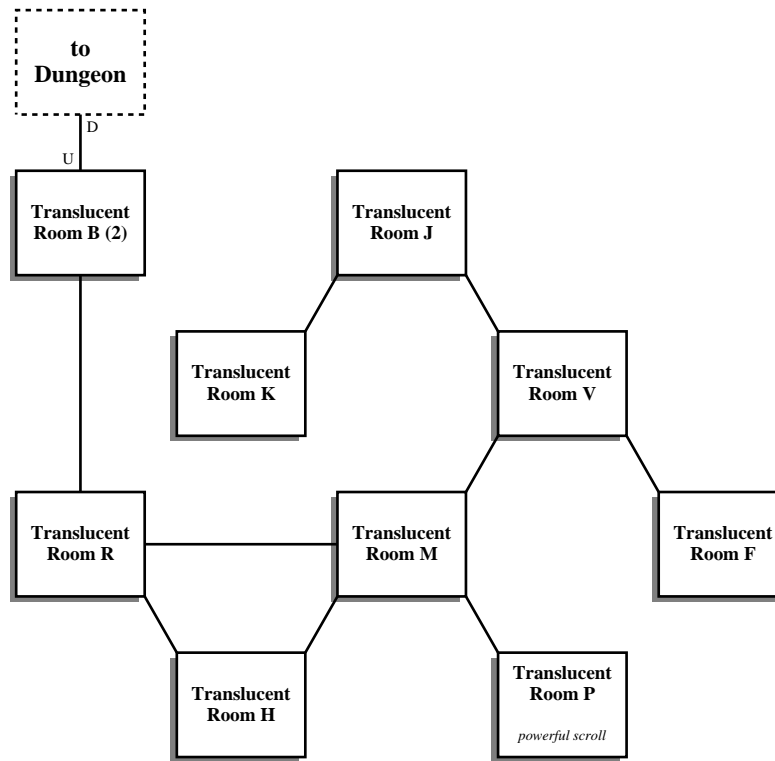 to
Dungeon
D
U
Translucent
Room B (2)
Translucent
Room J
Translucent
Room K
Translucent
Room V
Translucent
Room R
Translucent
Room M
Translucent
Room F
Translucent
Room H
Translucent
Room P
powerful scroll